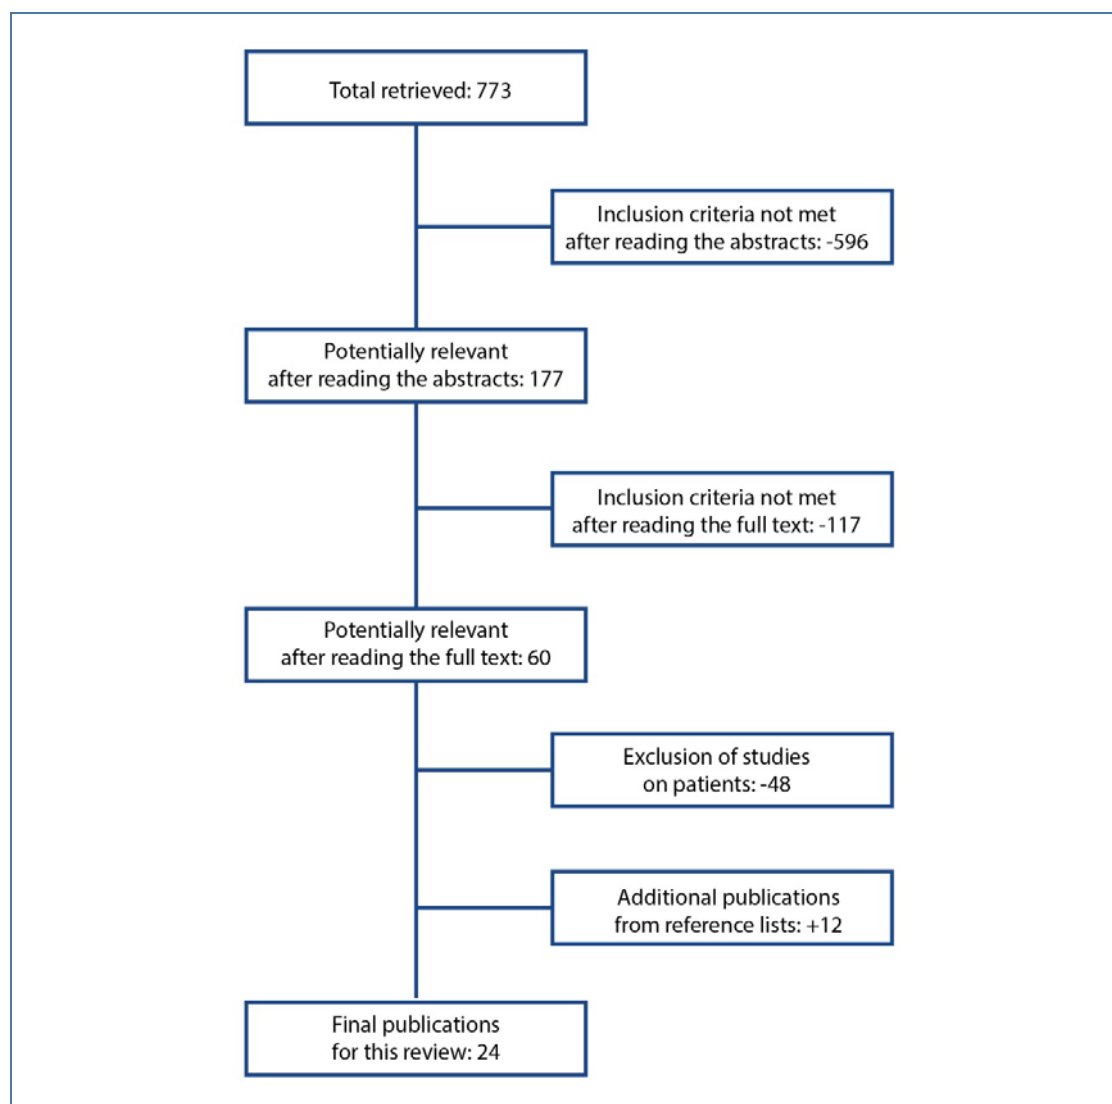 Total retrieved: 773
Inclusion criteria not met
after reading the abstracts: -596
Potentially relevant
after reading the abstracts: 177
Inclusion criteria not met
after reading the full text: -117
Potentially relevant
after reading the full text: 60
Exclusion of studies
on patients: -48
Additional publications
from reference lists: +12
Final publications
for this review: 24